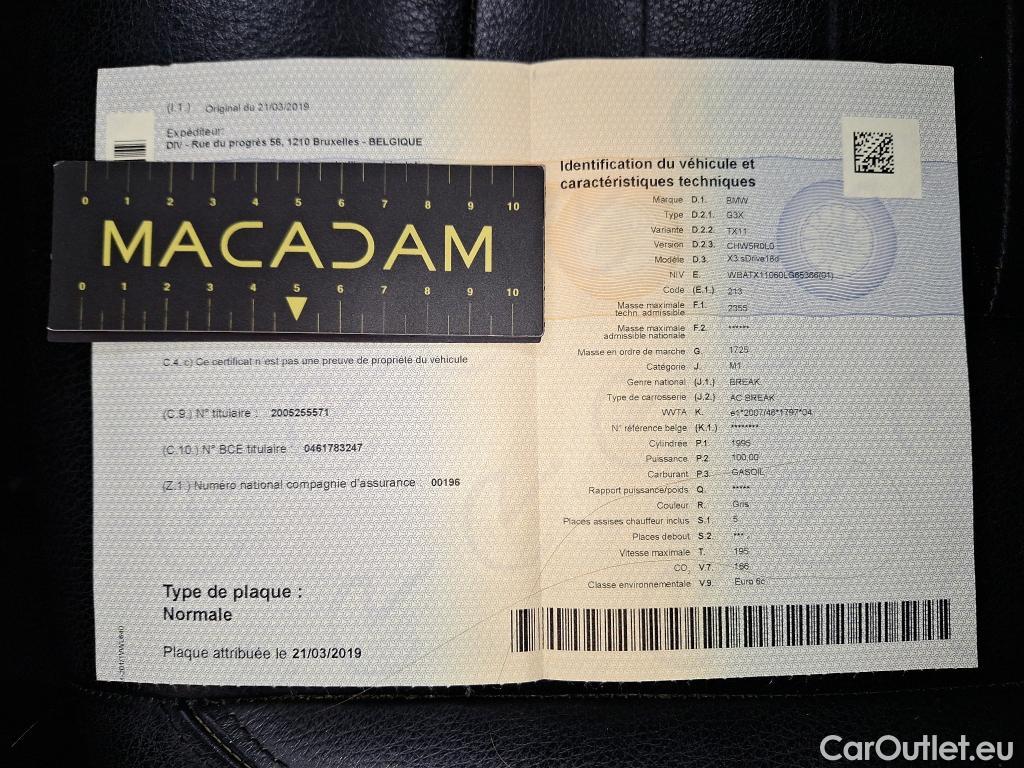 (I.1.) Original du 21/03/2019
Expéditeur:
DIV - Rue du progrès 56, 1210 Bruxelles - BELGIQUE
0 1 2 3 4 5 6 7 8 9 10
MACADAM
0 1 2 3 4 5 6 7 8 9 10
C.4. c) Ce certificat n est pas une preuve de propriété du véhicule
(C.9.) N° titulaire : 2005255571
(C.10.) N° BCE titulaire : 0461783247
(Z.1.) Numéro national compagnie d'assurance : 00196
Type de plaque :
Normale
Plaque attribuée le 21/03/2019
Identification du véhicule et
caractéristiques techniques
Marque D.1. BMW
Type D.2.1. G3X
Variante D.2.2. TX11
Version D.2.3. CHW5R0L0
Modèle D.3. X3 sDrive18d
NIV E. WBATX11060LG65366(01)
Code (E.1.) 213
Masse maximale
techn. admissible F.1. 2355
Masse maximale
admissible nationale F.2. ******
Masse en ordre de marche G. 1725
Catégorie J. M1
Genre national (J.1.) BREAK
Type de carrosserie (J.2.) AC BREAK
WVTA K. e1*2007/46*1797*04
N° référence belge (K.1.) ********
Cylindrée P.1 1995
Puissance P.2 100,00
Carburant P.3. GASOIL
Rapport puissance/poids Q. *****
Couleur R. Gris
Places assises chauffeur inclus S.1 5
Places debout S.2. ***
Vitesse maximale T. 195
CO2 V.7. 166
Classe environnementale V.9. Euro 6c
CarOutlet.eu